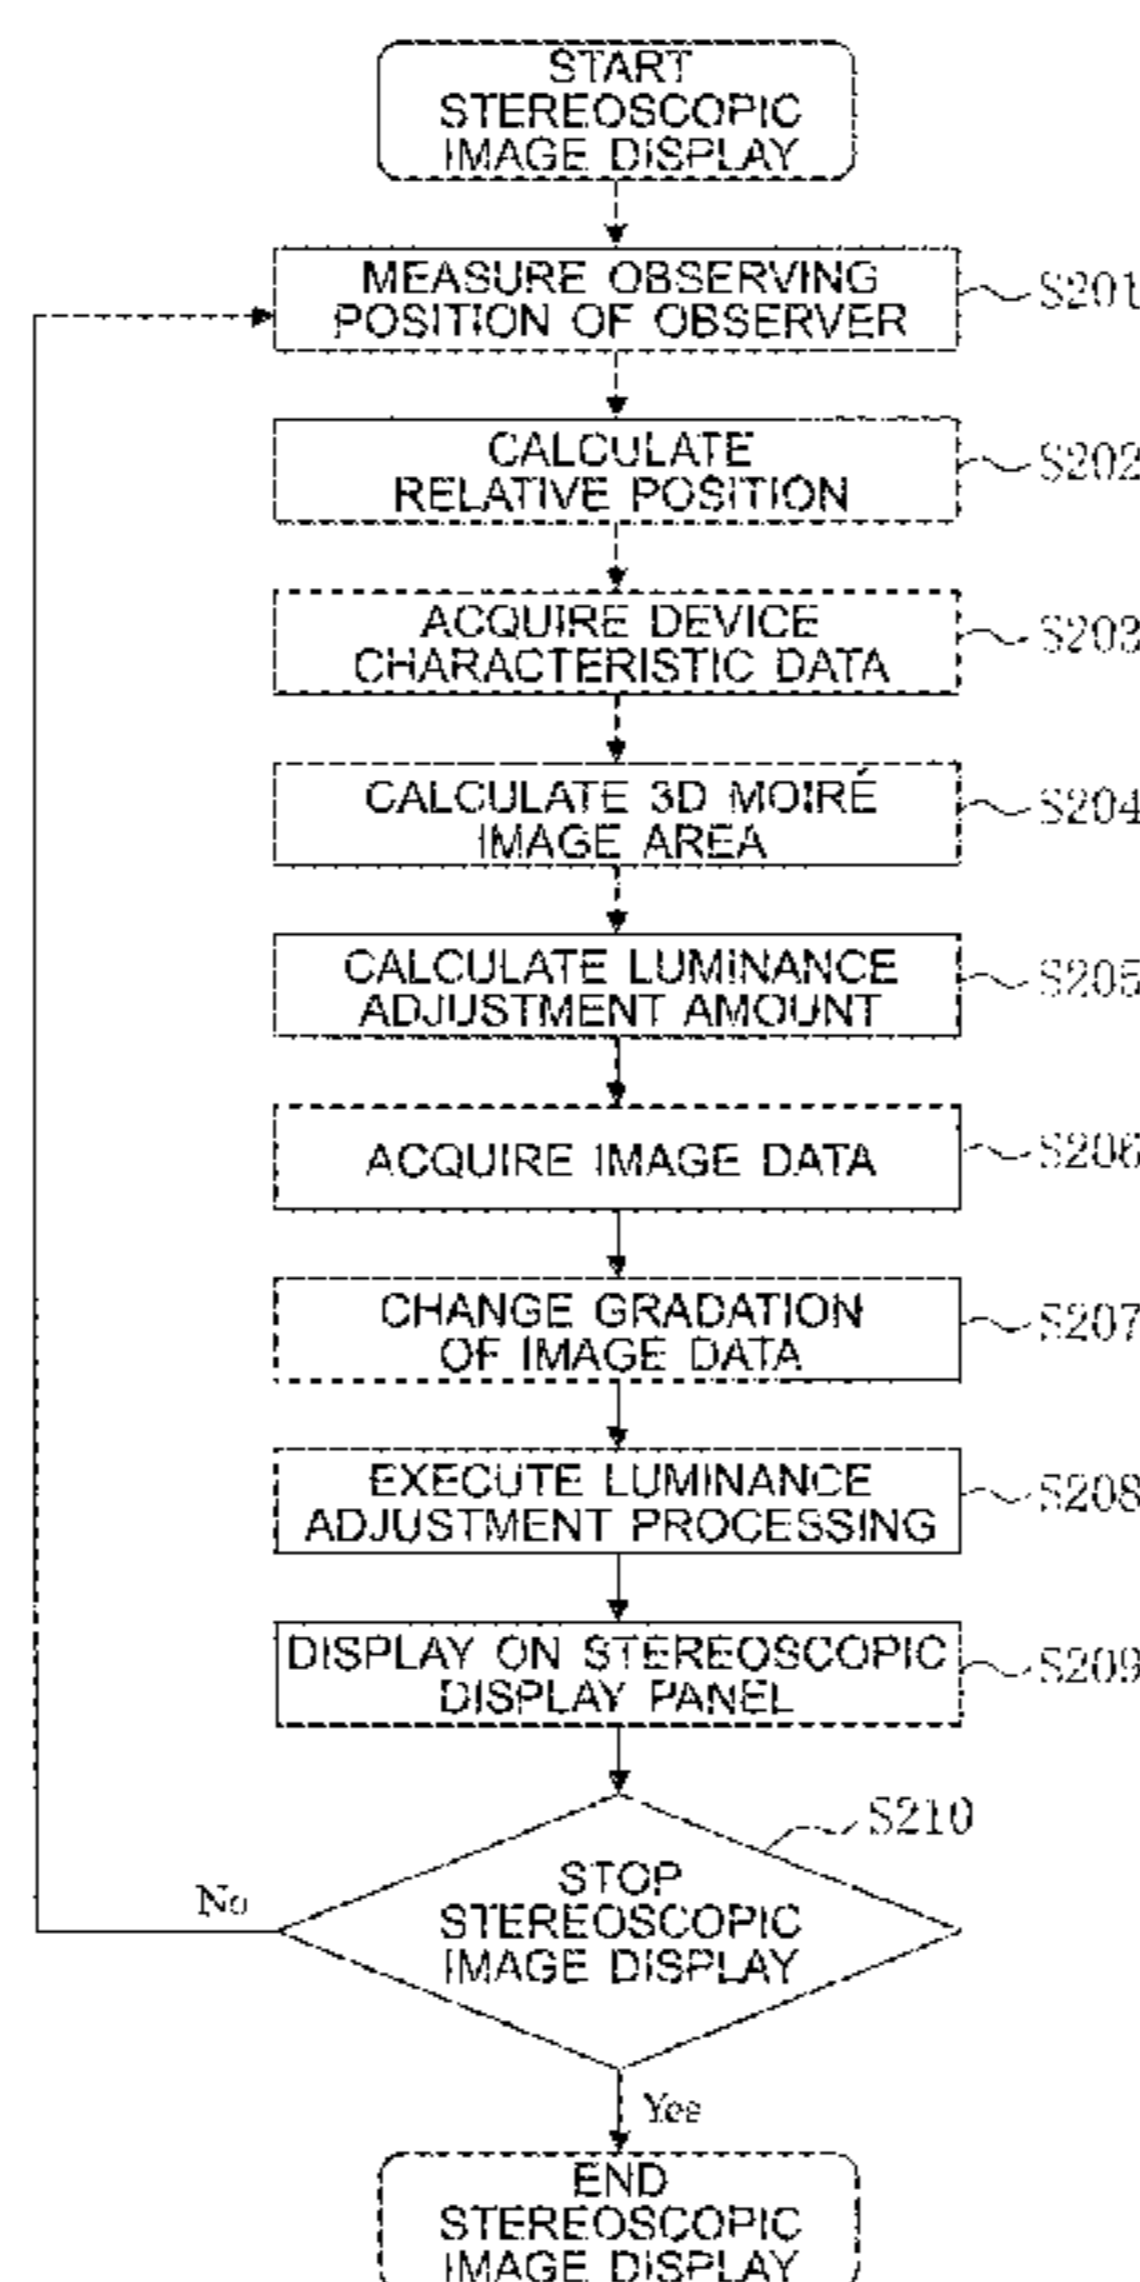 START
STEREOSCOPIC
IMAGE DISPLAY
MEASURE OBSERVING
POSITION OF OBSERVER
S201
CALCULATE
RELATIVE POSITION
S202
ACQUIRE DEVICE
CHARACTERISTIC DATA
S203
CALCULATE 3D MOIRÉ
IMAGE AREA
S204
CALCULATE LUMINANCE
ADJUSTMENT AMOUNT
S205
ACQUIRE IMAGE DATA
S206
CHANGE GRADATION
OF IMAGE DATA
S207
EXECUTE LUMINANCE
ADJUSTMENT PROCESSING
S208
DISPLAY ON STEREOSCOPIC
DISPLAY PANEL
S209
S210
STOP
STEREOSCOPIC
IMAGE DISPLAY
No
Yes
END
STEREOSCOPIC
IMAGE DISPLAY